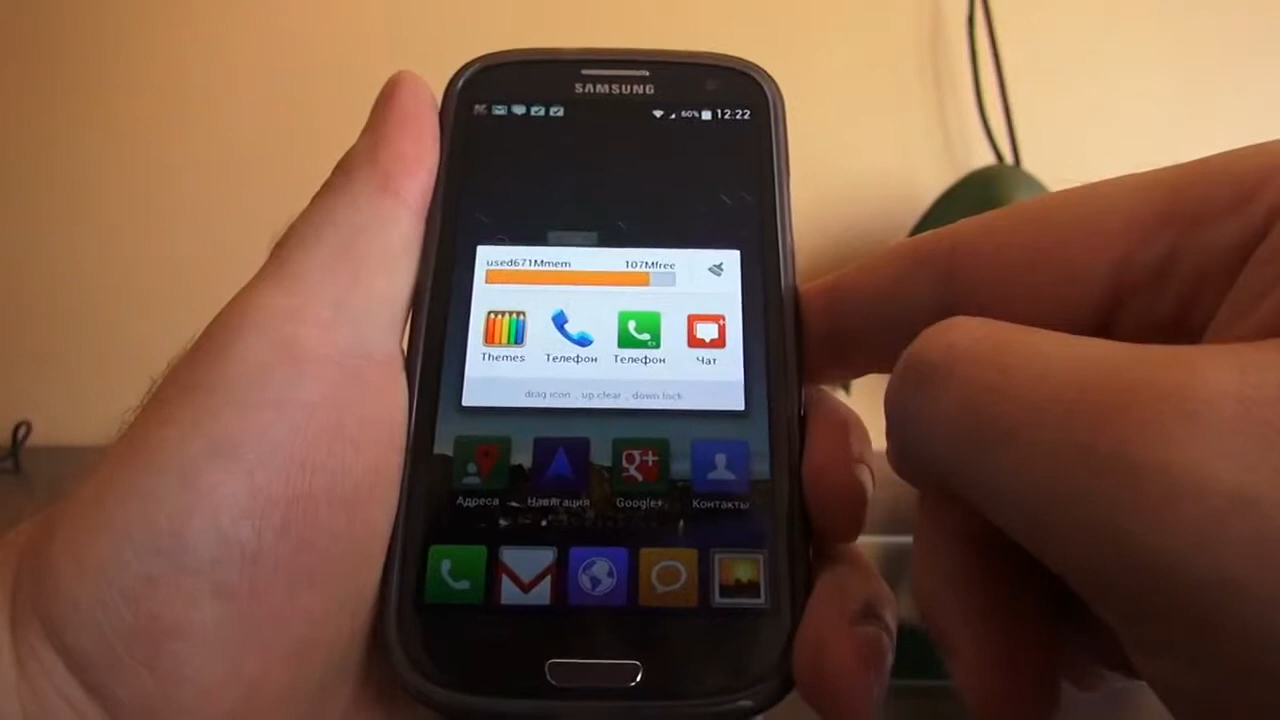 SAMSUNG
60% 12:22
used671Mmem 107Mfree
Themes Телефон Телефон Чат
drag icon , up clear , down lock
Адреса Навигация Google+ Контакты